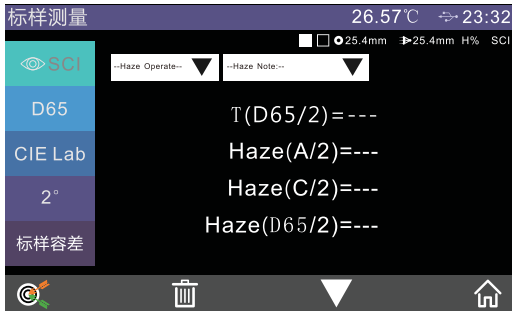 标样测量 26.57℃ 23:32
25.4mm 25.4mm H% SCI
SCI
--Haze Operate-- --Haze Note:--
D65
T(D65/2)=---
CIE Lab
Haze(A/2)=---
2°
Haze(C/2)=---
标样容差
Haze(D65/2)=---